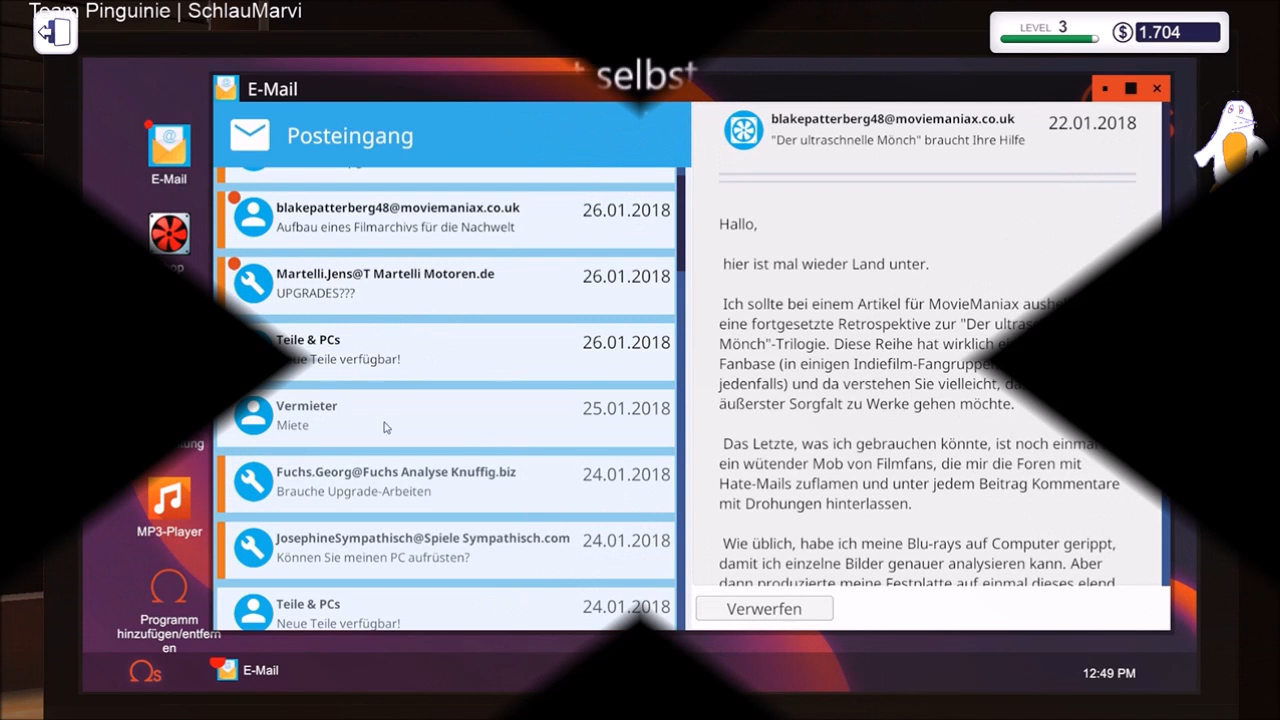 Team Pinguinie | SchlauMarvi
LEVEL 3
$ 1.704
selbst
E-Mail
Posteingang
blakepatterberg48@moviemaniax.co.uk
Aufbau eines Filmarchivs für die Nachwelt
26.01.2018
Martelli.Jens@T Martelli Motoren.de
UPGRADES???
26.01.2018
Teile & PCs
Teile verfügbar!
26.01.2018
Vermieter
Miete
25.01.2018
Fuchs.Georg@Fuchs Analyse Knuffig.biz
Brauche Upgrade-Arbeiten
24.01.2018
JosephineSympathisch@Spiele Sympathisch.com
Können Sie meinen PC aufrüsten?
24.01.2018
Teile & PCs
Neue Teile verfügbar!
24.01.2018
blakepatterberg48@moviemaniax.co.uk
"Der ultraschnelle Mönch" braucht Ihre Hilfe
22.01.2018
Hallo,
hier ist mal wieder Land unter.
Ich sollte bei einem Artikel für MovieManiax
eine fortgesetzte Retrospektive zur "Der
Mönch"-Trilogie. Diese Reihe hat wirklich
Fanbase (in einigen Indiefilm-Fangruppen
jedenfalls) und da verstehen Sie vielleicht,
äußerster Sorgfalt zu Werke gehen möchte.
Das Letzte, was ich gebrauchen könnte, ist noch einmal
ein wütender Mob von Filmfans, die mir die Foren mit
Hate-Mails zuflamen und unter jedem Beitrag Kommentare
mit Drohungen hinterlassen.
Wie üblich, habe ich meine Blu-rays auf Computer gerippt,
damit ich einzelne Bilder genauer analysieren kann. Aber
dann produzierte meine Festplatte auf einmal dieses elend
Verwerfen
E-Mail
MP3-Player
Programm
hinzufügen/entfern
en
E-Mail
12:49 PM